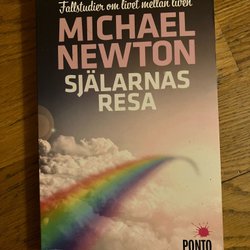 Fallstudier om livet mellan liven
MICHAEL
NEWTON
SJÄLARNAS
RESA
PONTO